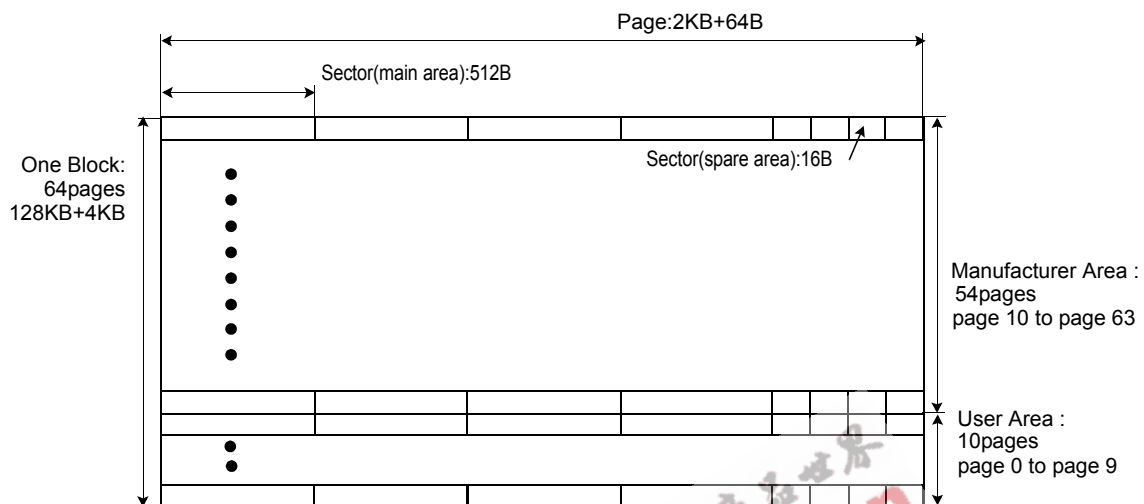 Page:2KB+64B
Sector(main area):512B
One Block:
64pages
128KB+4KB
Sector(spare area):16B
Manufacturer Area :
54pages
page 10 to page 63
User Area :
10pages
page 0 to page 9